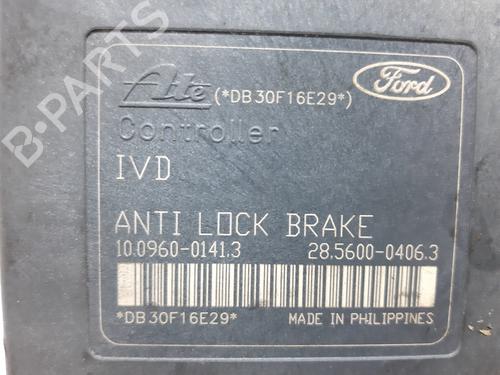 Ate (*DB30F16E29*) Ford
Controller
IVD
ANTI LOCK BRAKE
10.0960-0141.3 28.5600-0406.3
*DB30F16E29* MADE IN PHILIPPINES
B-PARTS